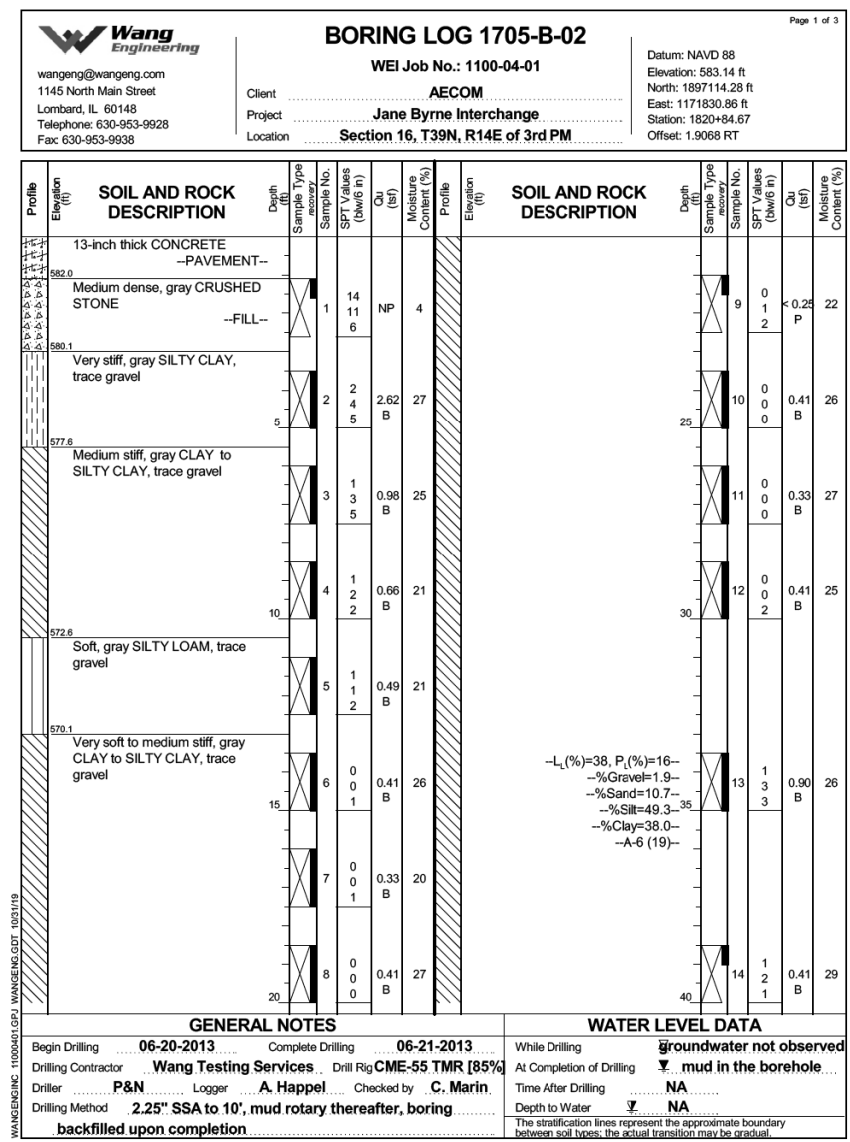 Page 1 of 3
Wang
Engineering
wangeng@wangeng.com
1145 North Main Street
Lombard, IL 60148
Telephone: 630-953-9928
Fax: 630-953-9938
BORING LOG 1705-B-02
WEI Job No.: 1100-04-01
Client AECOM
Project Jane Byrne Interchange
Location Section 16, T39N, R14E of 3rd PM
Datum: NAVD 88
Elevation: 583.14 ft
North: 1897114.28 ft
East: 1171830.86 ft
Station: 1820+84.67
Offset: 1.9068 RT
Profile
Elevation (ft)
SOIL AND ROCK
DESCRIPTION
Depth (ft)
Sample Type
recovery
Sample No.
SPT Values (blw/6 in)
Qu (tsf)
Moisture Content (%)
Profile
Elevation (ft)
SOIL AND ROCK
DESCRIPTION
Depth (ft)
Sample Type
recovery
Sample No.
SPT Values (blw/6 in)
Qu (tsf)
Moisture Content (%)
13-inch thick CONCRETE
--PAVEMENT--
582.0
Medium dense, gray CRUSHED
STONE
--FILL--
1 14 11 6 NP 4
580.1
Very stiff, gray SILTY CLAY,
trace gravel
2 2 4 5 2.62 B 27
5
577.6
Medium stiff, gray CLAY to
SILTY CLAY, trace gravel
3 1 3 5 0.98 B 25
4 1 2 2 0.66 B 21
10
572.6
Soft, gray SILTY LOAM, trace
gravel
5 1 1 2 0.49 B 21
570.1
Very soft to medium stiff, gray
CLAY to SILTY CLAY, trace
gravel
6 0 0 1 0.41 B 26
15
7 0 0 1 0.33 B 20
8 0 0 0 0.41 B 27
20
9 0 1 2 < 0.25 P 22
10 0 0 0 0.41 B 26
25
11 0 0 0 0.33 B 27
12 0 0 2 0.41 B 25
30
--LL(%)=38, PL(%)=16--
--%Gravel=1.9--
--%Sand=10.7--
--%Silt=49.3--
--%Clay=38.0--
--A-6 (19)--
13 1 3 3 0.90 B 26
35
14 1 2 1 0.41 B 29
40
GENERAL NOTES
Begin Drilling 06-20-2013 Complete Drilling 06-21-2013
Drilling Contractor Wang Testing Services Drill Rig CME-55 TMR [85%]
Driller P&N Logger A. Happel Checked by C. Marin
Drilling Method 2.25" SSA to 10', mud rotary thereafter, boring
backfilled upon completion
WATER LEVEL DATA
While Drilling groundwater not observed
At Completion of Drilling mud in the borehole
Time After Drilling NA
Depth to Water NA
The stratification lines represent the approximate boundary
between soil types; the actual transition may be gradual.
WANGENGINC 11000401.GPJ WANGENG.GDT 10/31/19